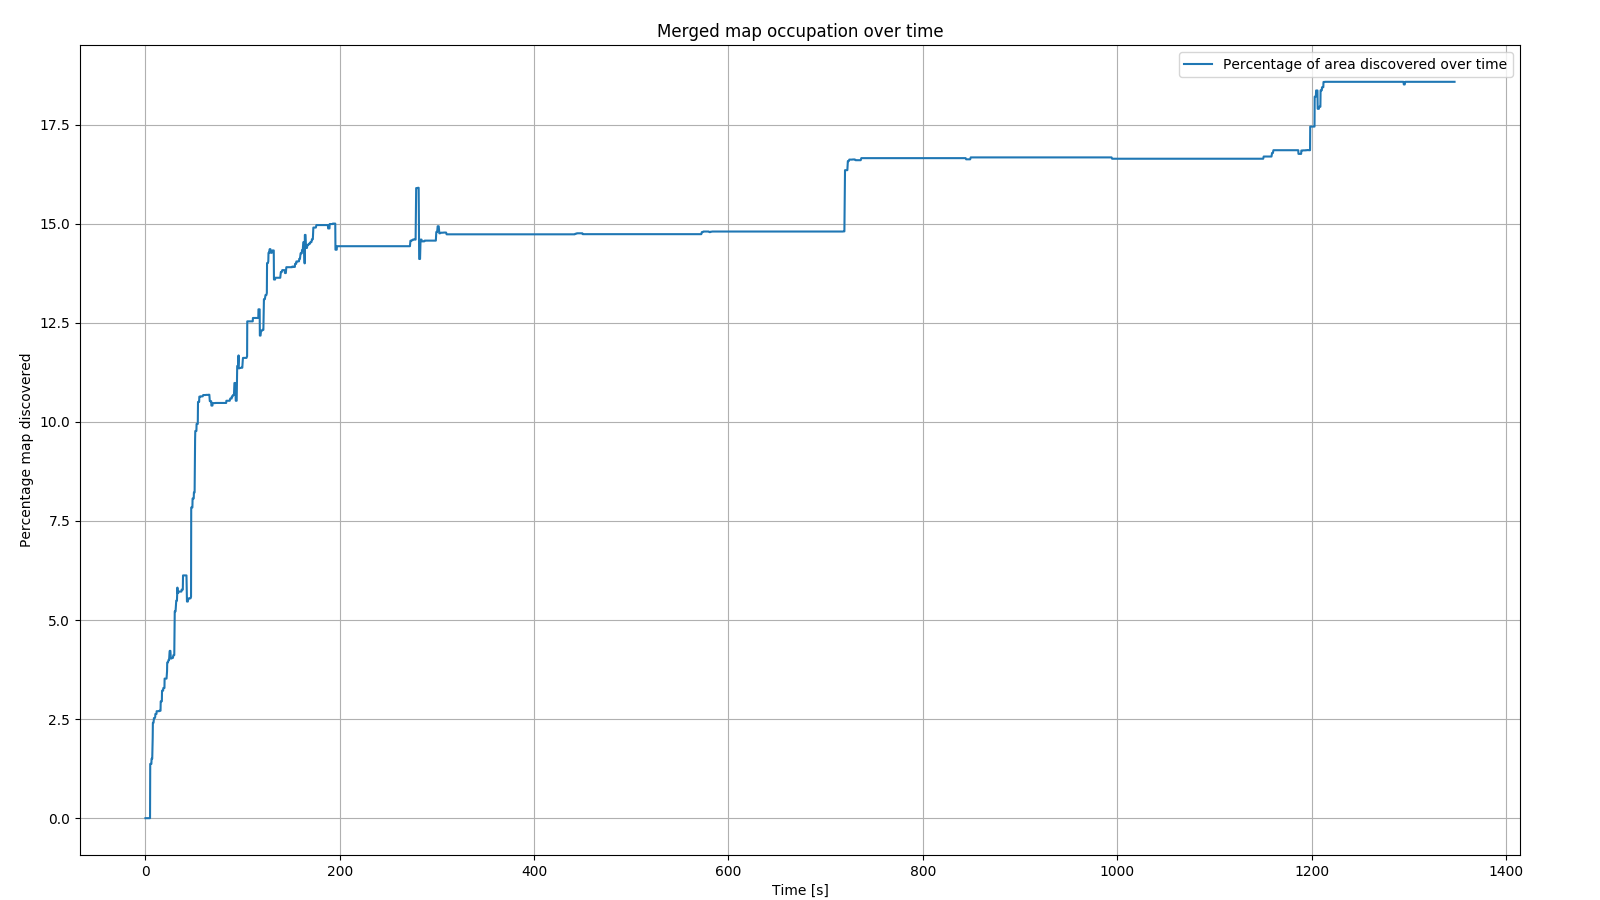 Merged map occupation over time
Percentage of area discovered over time
17.5
15.0
12.5
10.0
7.5
5.0
2.5
0.0
Percentage map discovered
0 200 400 600 800 1000 1200 1400
Time [s]